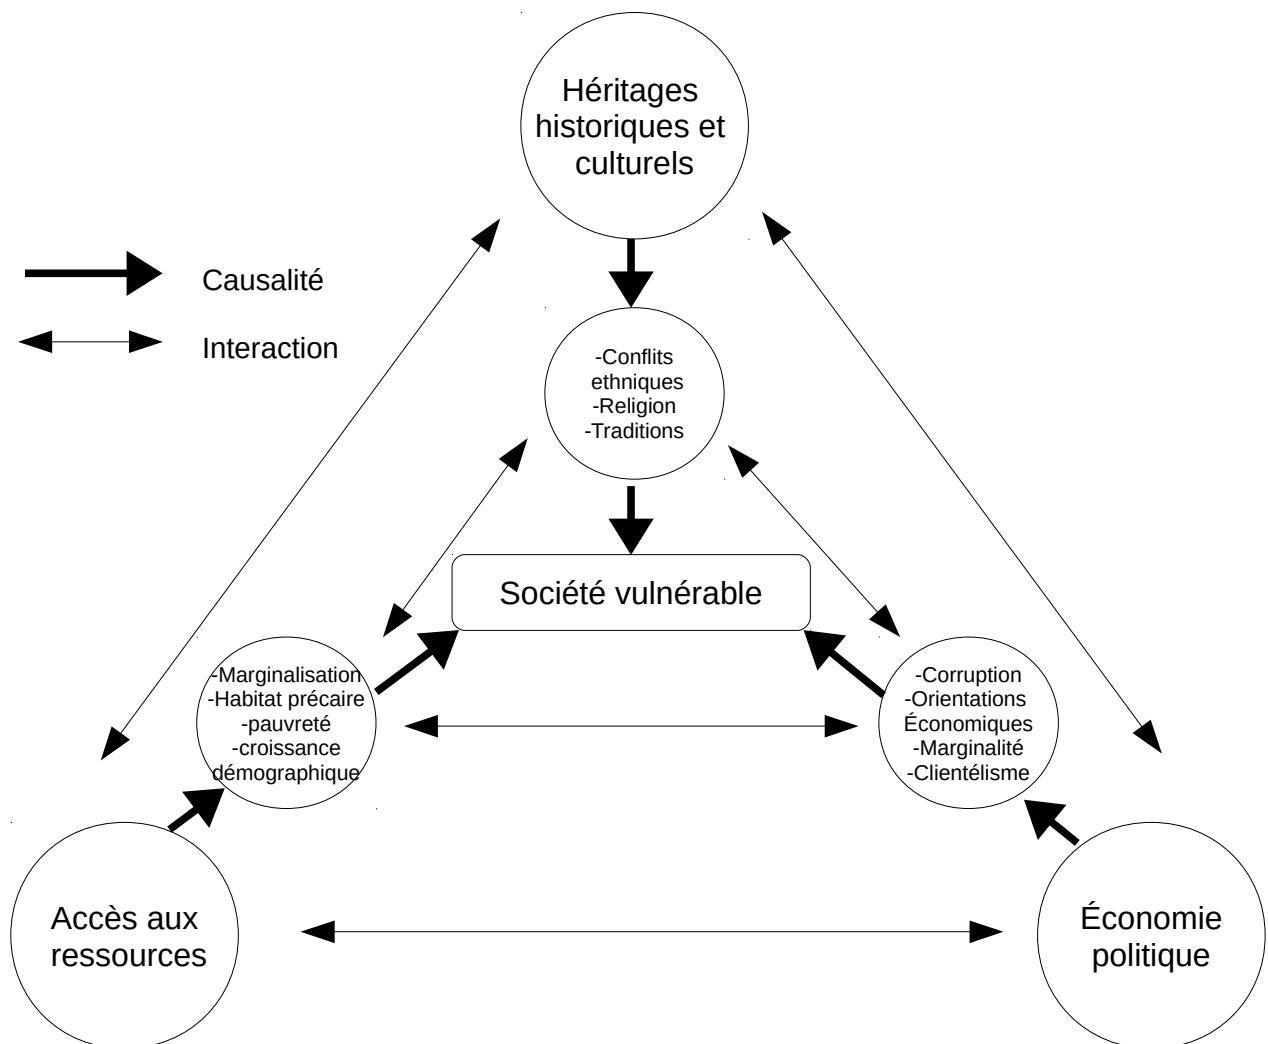 Héritages
historiques et
culturels
Causalité
Interaction
-Conflits
ethniques
-Religion
-Traditions
Société vulnérable
-Marginalisation
-Habitat précaire
-pauvreté
-croissance
démographique
-Corruption
-Orientations
Économiques
-Marginalité
-Clientélisme
Accès aux
ressources
Économie
politique